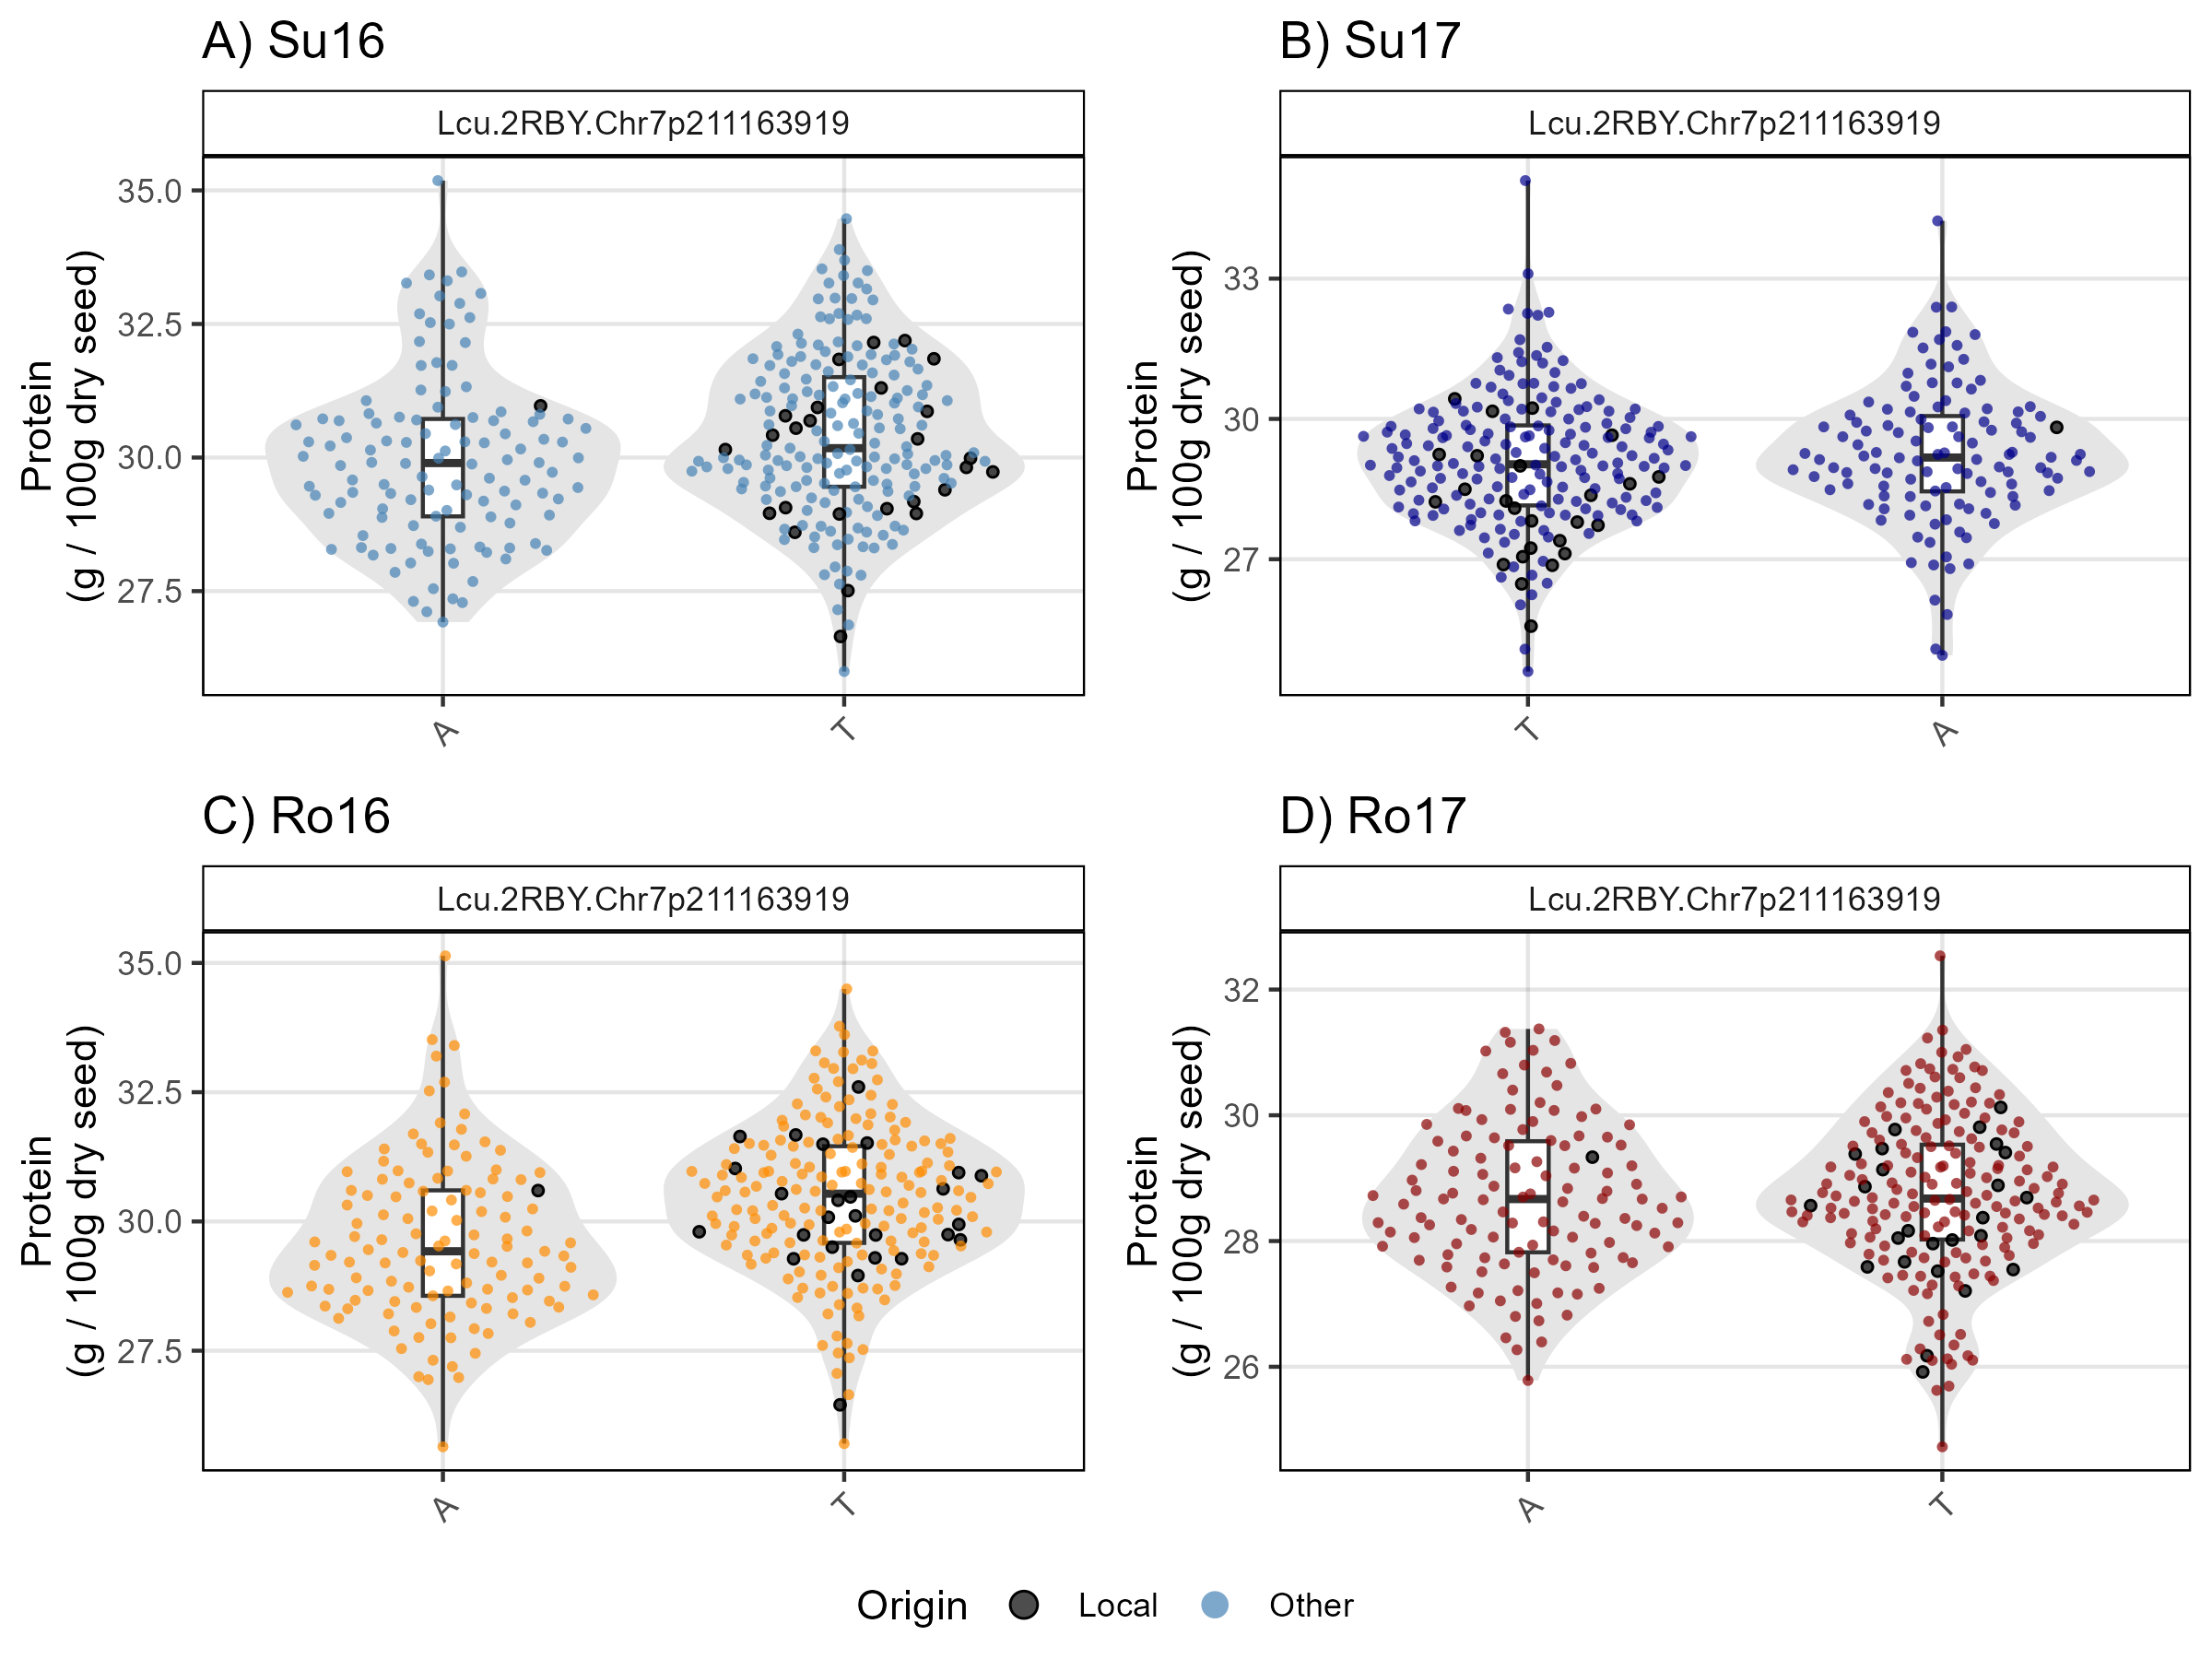 A) Su16
Lcu.2RBY.Chr7p211163919
Protein
(g / 100g dry seed)
35.0
32.5
30.0
27.5
A
T
B) Su17
Lcu.2RBY.Chr7p211163919
Protein
(g / 100g dry seed)
33
30
27
T
A
C) Ro16
Lcu.2RBY.Chr7p211163919
Protein
(g / 100g dry seed)
35.0
32.5
30.0
27.5
A
T
D) Ro17
Lcu.2RBY.Chr7p211163919
Protein
(g / 100g dry seed)
32
30
28
26
A
T
Origin Local Other